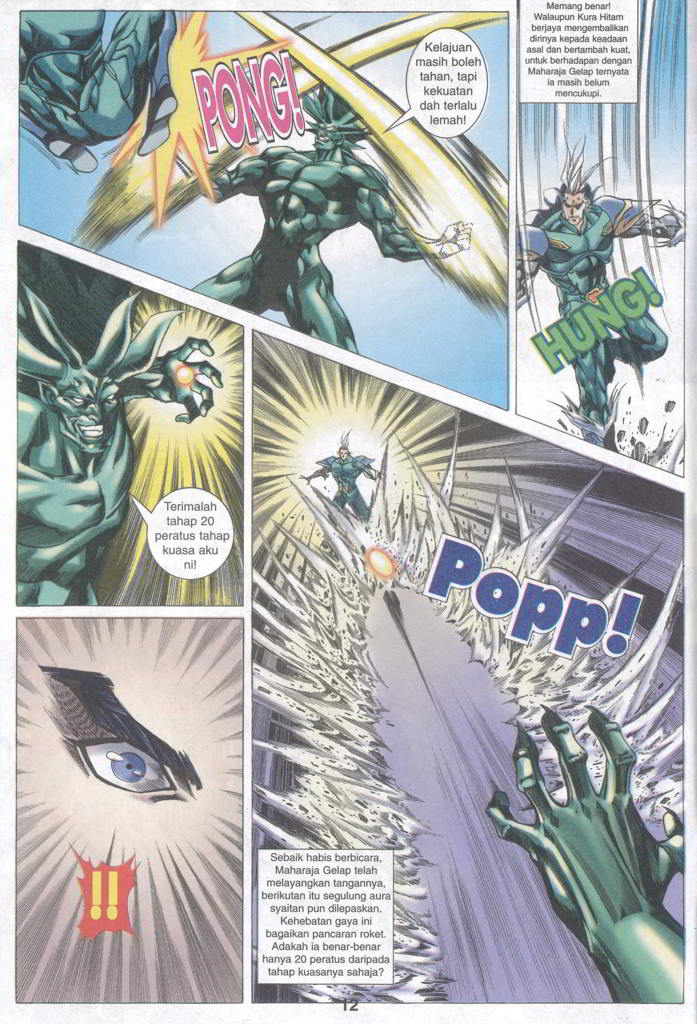 PONG!
Kelajuan
masih boleh
tahan, tapi
kekuatan
dah terlalu
lemah!
Memang benar!
Walaupun Kura Hitam
berjaya mengembalikan
dirinya kepada keadaan
asal dan bertambah kuat,
untuk berhadapan dengan
Maharaja Gelap ternyata
ia masih belum
mencukupi.
HUNG!
Terimalah
tahap 20
peratus tahap
kuasa aku
ni!
Popp!
!!
Sebaik habis berbicara,
Maharaja Gelap telah
melayangkan tangannya,
berikutan itu segulung aura
syaitan pun dilepaskan.
Kehebatan gaya ini
bagaikan pancaran roket.
Adakah ia benar-benar
hanya 20 peratus daripada
tahap kuasanya sahaja?
12